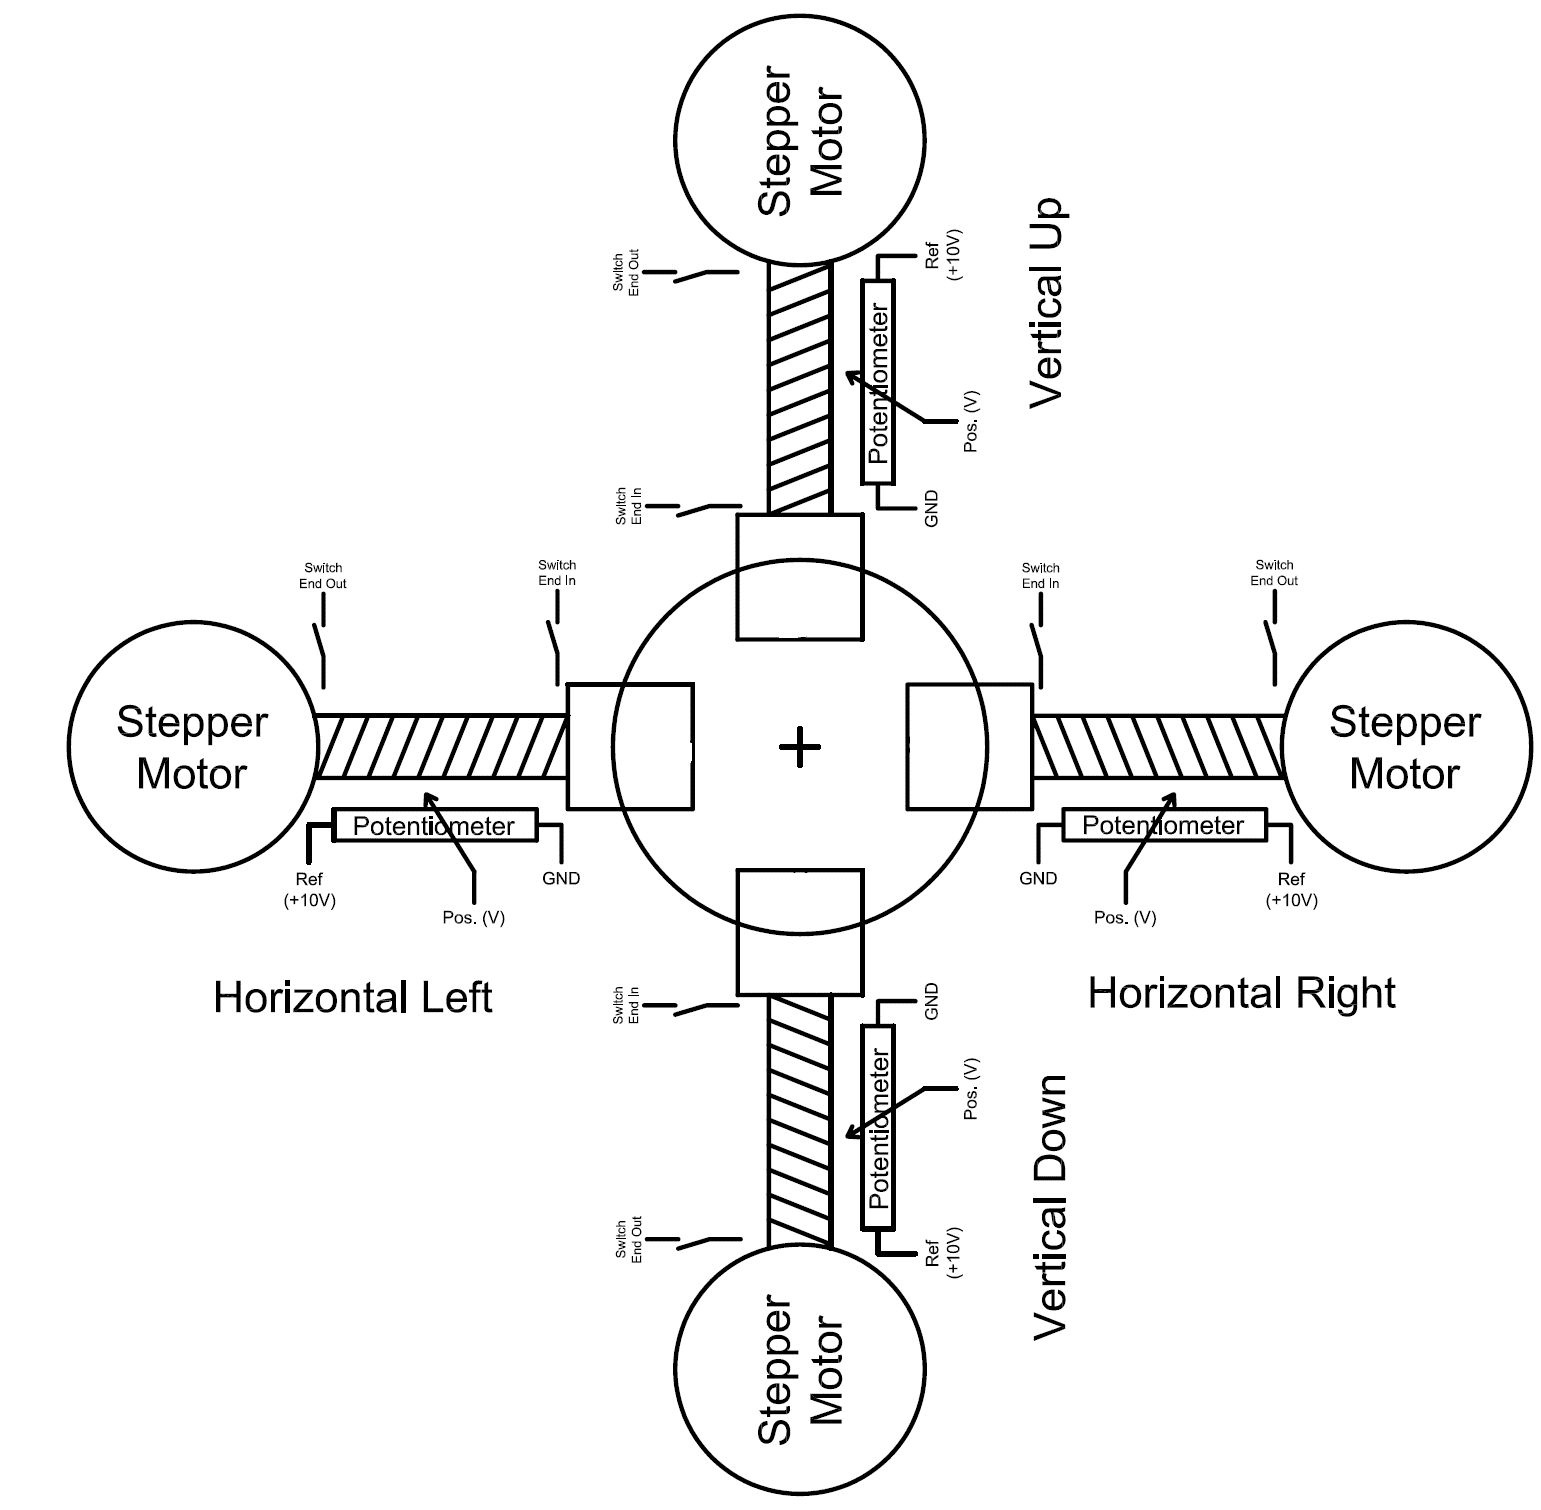 Stepper
Motor
Vertical Up
Switch
End Out
Ref
(+10V)
Potentiometer
Pos. (V)
Switch
End In
GND
Switch
End Out
Switch
End In
Switch
End In
Switch
End Out
Stepper
Motor
Stepper
Motor
Potentiometer
Ref
(+10V)
GND
Pos. (V)
Potentiometer
GND
Ref
(+10V)
Pos. (V)
Horizontal Left
Horizontal Right
Switch
End In
GND
Potentiometer
Pos. (V)
Vertical Down
Switch
End Out
Ref
(+10V)
Stepper
Motor